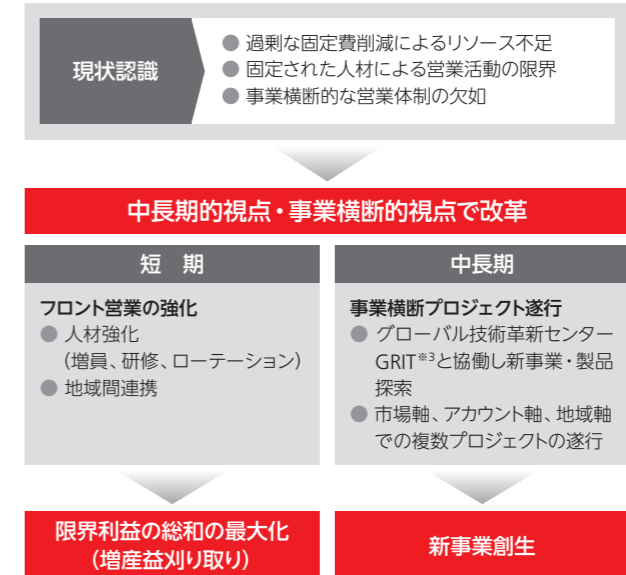 現状認識
● 過剰な固定費削減によるリソース不足
● 固定された人材による営業活動の限界
● 事業横断的な営業体制の欠如
中長期的視点・事業横断的視点で改革
短　期
フロント営業の強化
● 人材強化
（増員、研修、ローテーション）
● 地域間連携
中長期
事業横断プロジェクト遂行
● グローバル技術革新センター
GRIT※3と協働し新事業・製品
探索
● 市場軸、アカウント軸、地域軸
での複数プロジェクトの遂行
限界利益の総和の最大化
（増産益刈り取り）
新事業創生